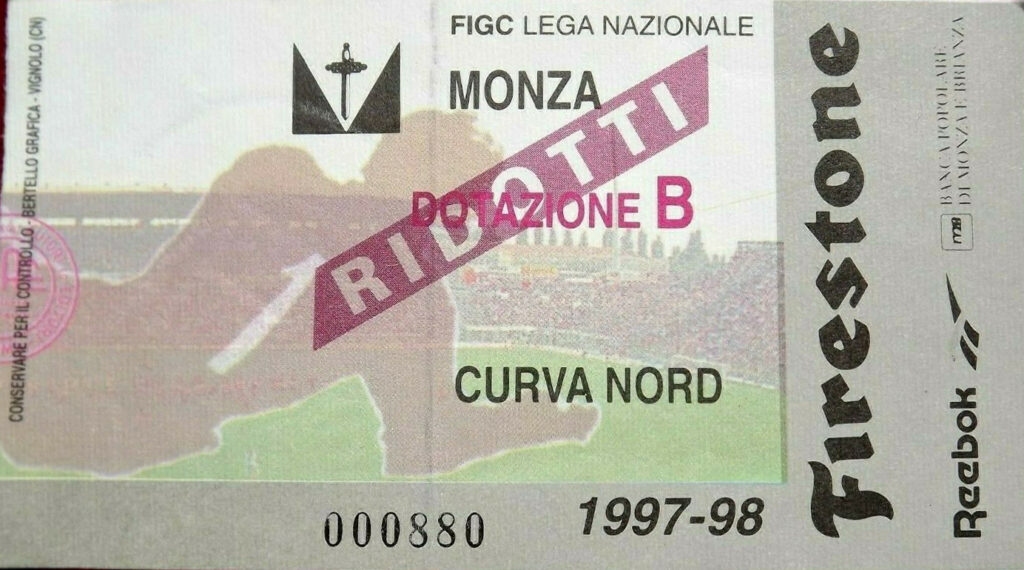 FIGC LEGA NAZIONALE
MONZA
RIDOTTI
DOTAZIONE B
CURVA NORD
000880
1997-98
CONSERVARE PER IL CONTROLLO - BERTELLO GRAFICA - VIGNOLO (CN)
Firestone
BANCA POPOLARE
DI MONZA E BRIANZA
Reebok